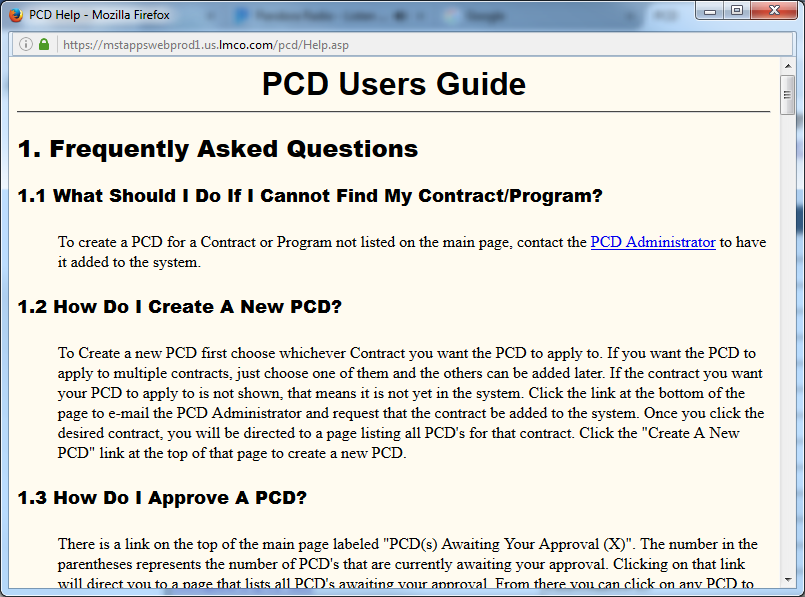 PCD Help - Mozilla Firefox
https://mstappswebprod1.us.lmco.com/pcd/Help.asp
PCD Users Guide
1. Frequently Asked Questions
1.1 What Should I Do If I Cannot Find My Contract/Program?
To create a PCD for a Contract or Program not listed on the main page, contact the PCD Administrator to have
it added to the system.
1.2 How Do I Create A New PCD?
To Create a new PCD first choose whichever Contract you want the PCD to apply to. If you want the PCD to
apply to multiple contracts, just choose one of them and the others can be added later. If the contract you want
your PCD to apply to is not shown, that means it is not yet in the system. Click the link at the bottom of the
page to e-mail the PCD Administrator and request that the contract be added to the system. Once you click the
desired contract, you will be directed to a page listing all PCD's for that contract. Click the "Create A New
PCD" link at the top of that page to create a new PCD.
1.3 How Do I Approve A PCD?
There is a link on the top of the main page labeled "PCD(s) Awaiting Your Approval (X)". The number in the
parentheses represents the number of PCD's that are currently awaiting your approval. Clicking on that link
will direct you to a page that lists all PCD's awaiting your approval. From there you can click on any PCD to